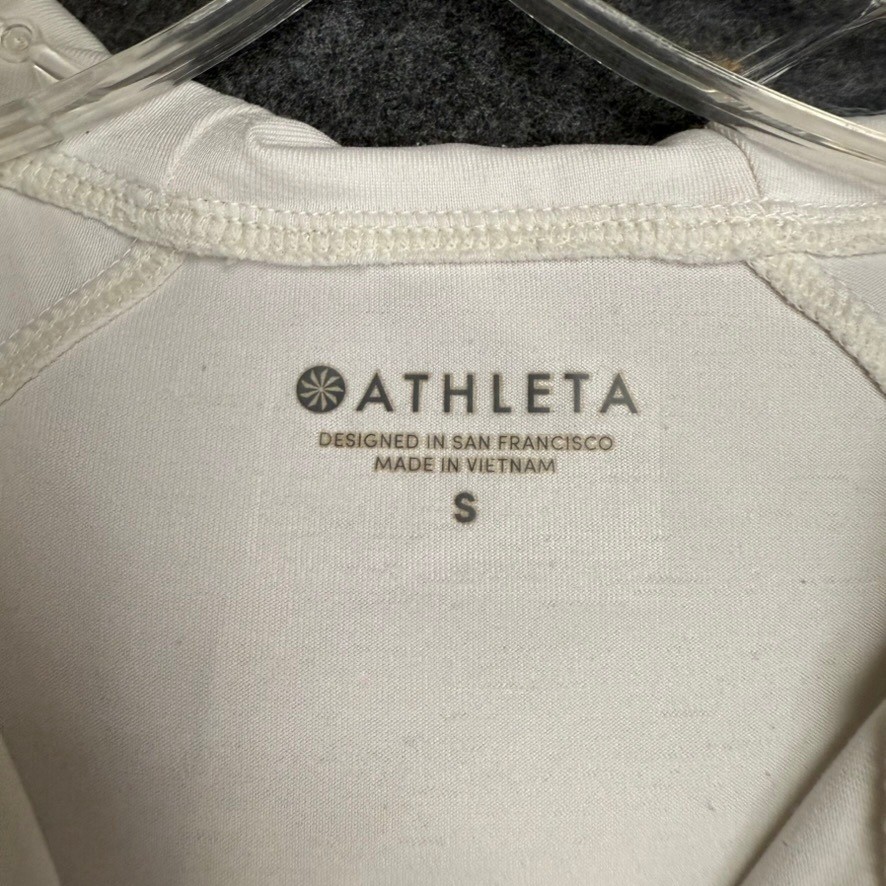 ATHLETA
DESIGNED IN SAN FRANCISCO
MADE IN VIETNAM
S